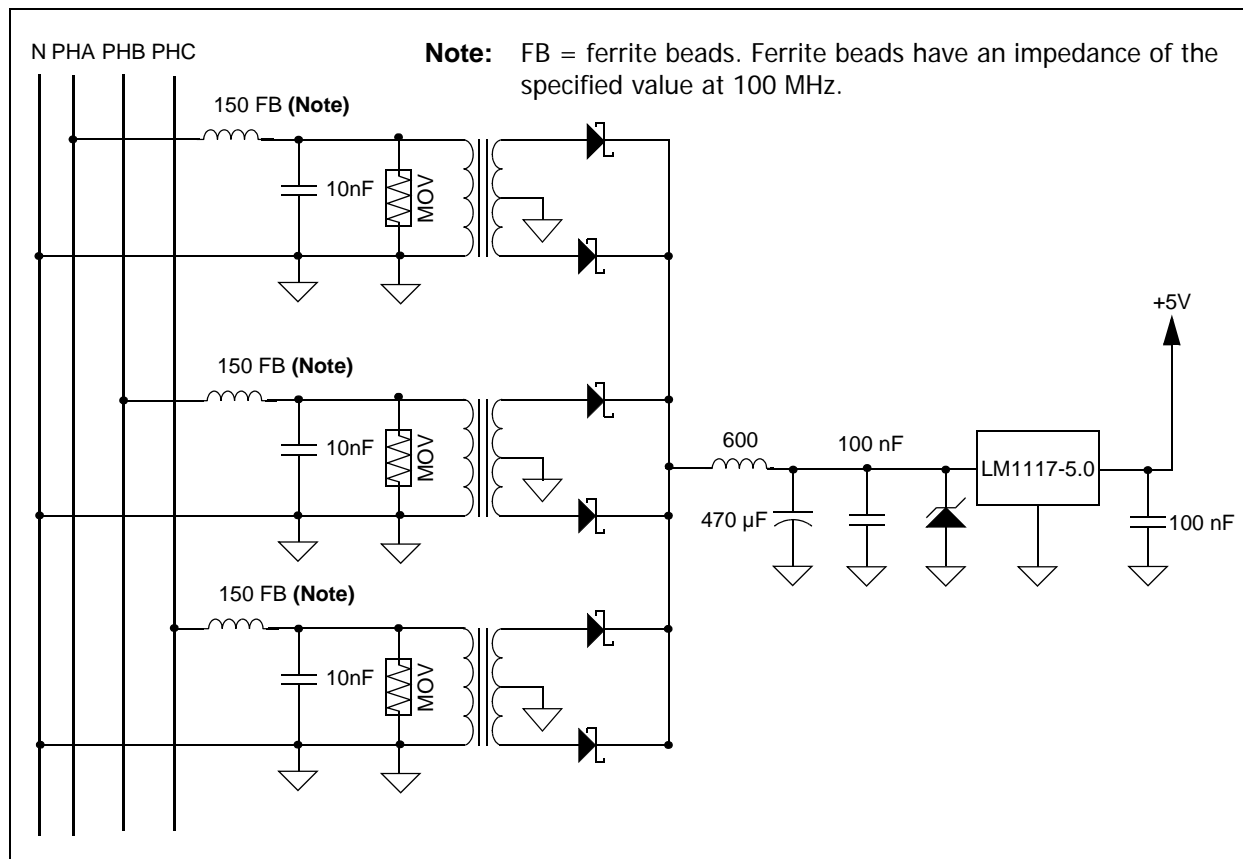 N PHA PHB PHC
Note: FB = ferrite beads. Ferrite beads have an impedance of the
specified value at 100 MHz.
150 FB (Note)
10nF
MOV
150 FB (Note)
10nF
MOV
150 FB (Note)
10nF
MOV
600
100 nF
470 µF
LM1117-5.0
+5V
100 nF